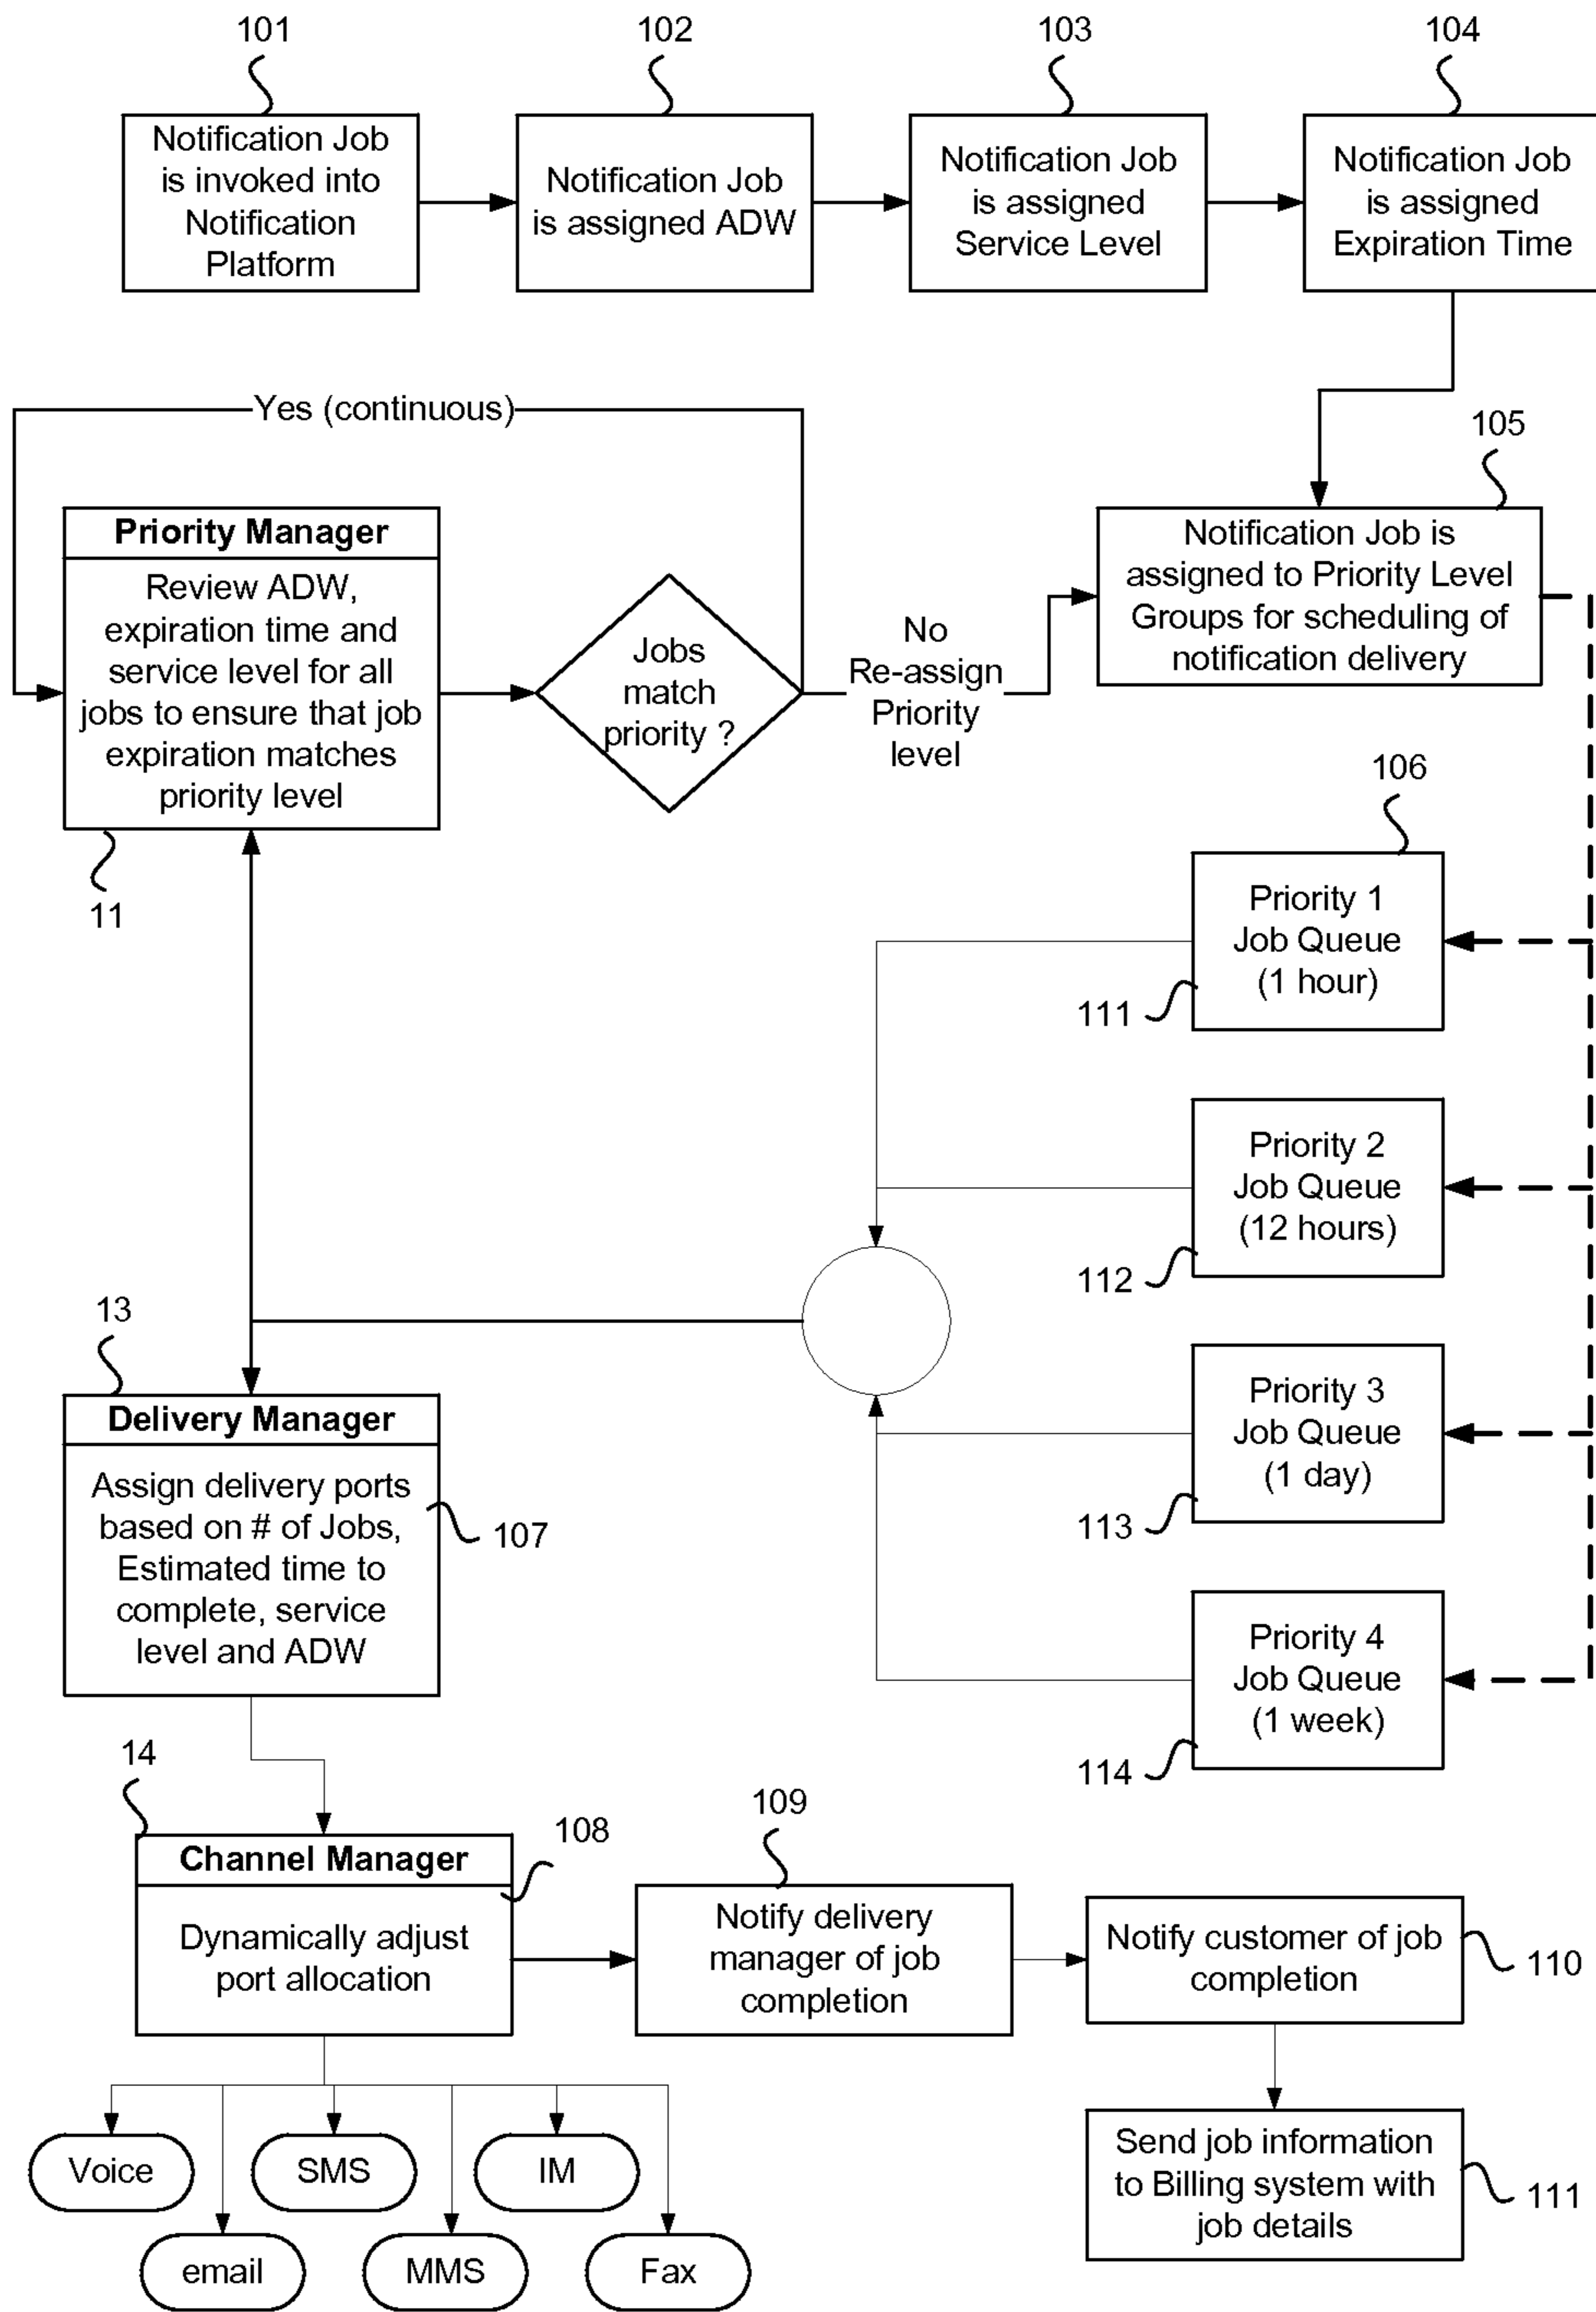 101
102
103
104
Notification Job
is invoked into
Notification
Platform
Notification Job
is assigned ADW
Notification Job
is assigned
Service Level
Notification Job
is assigned
Expiration Time
Yes (continuous)
105
Priority Manager
Review ADW,
expiration time and
service level for all
jobs to ensure that job
expiration matches
priority level
11
Jobs
match
priority ?
No
Re-assign
Priority
level
Notification Job is
assigned to Priority Level
Groups for scheduling of
notification delivery
106
Priority 1
Job Queue
(1 hour)
111
Priority 2
Job Queue
(12 hours)
112
Priority 3
Job Queue
(1 day)
113
Priority 4
Job Queue
(1 week)
114
13
Delivery Manager
Assign delivery ports
based on # of Jobs,
Estimated time to
complete, service
level and ADW
107
14
Channel Manager
Dynamically adjust
port allocation
108
109
Notify delivery
manager of job
completion
Notify customer of job
completion
110
Send job information
to Billing system with
job details
111
Voice
SMS
IM
email
MMS
Fax